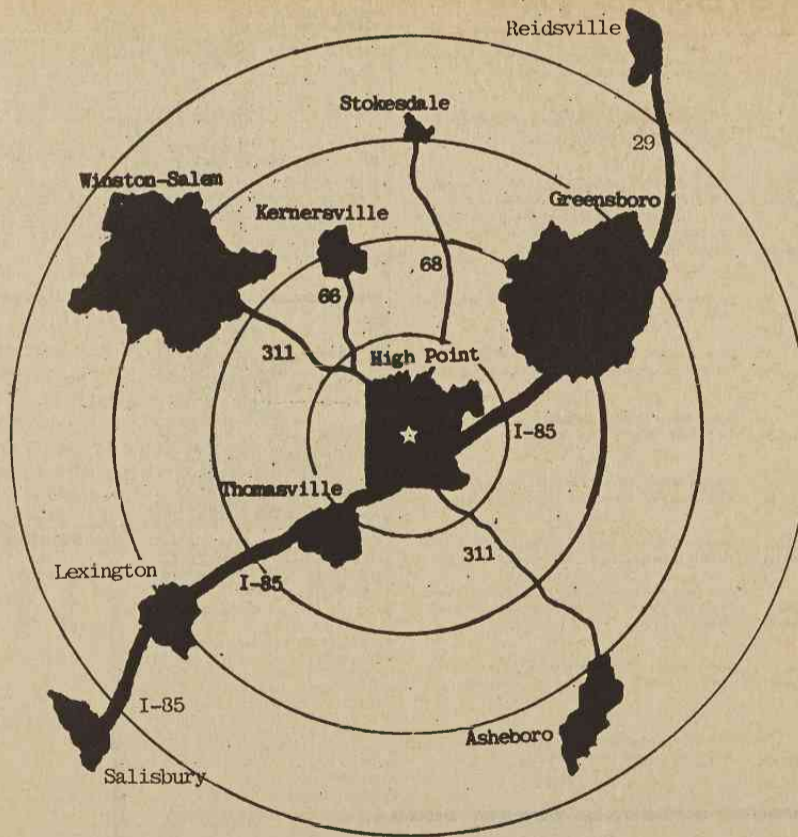 Reidsville
Stokesdale
29
Winston-Salem
Greensboro
Kernersville
68
66
311
High Point
I-85
Thomasville
311
Lexington
I-85
I-85
Asheboro
Salisbury